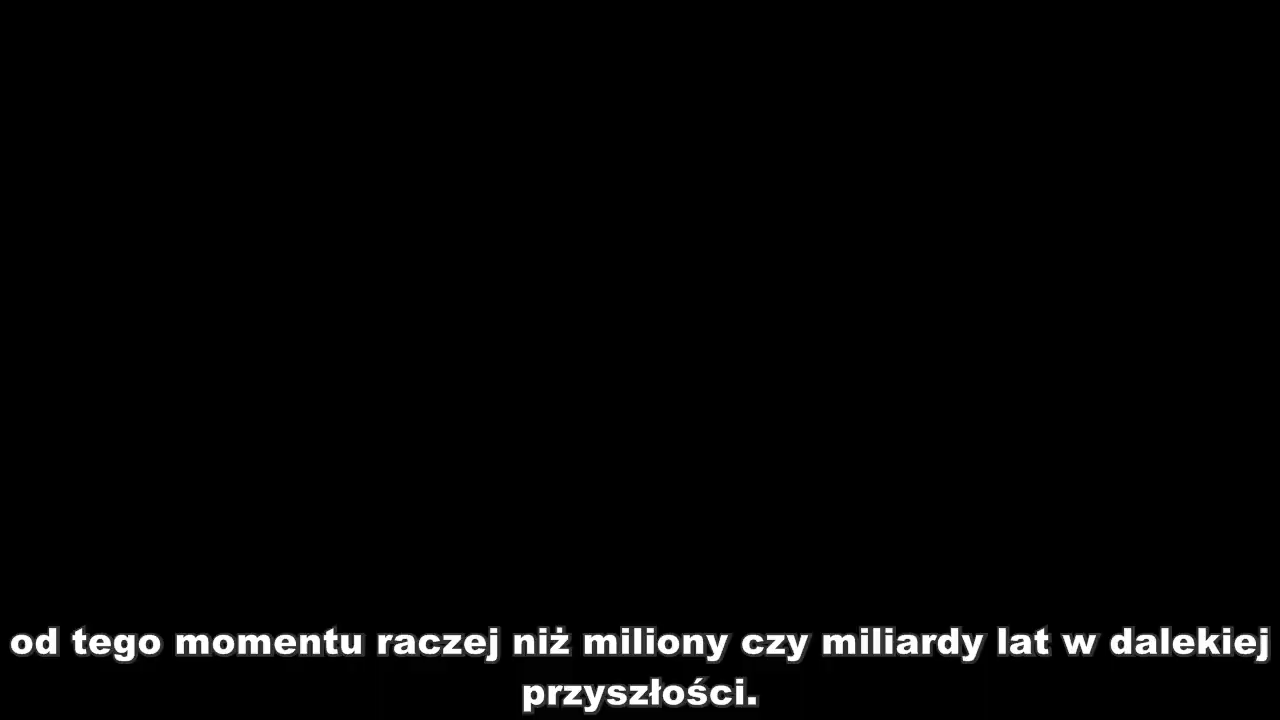 od tego momentu raczej niż miliony czy miliardy lat w dalekiej
przyszłości.